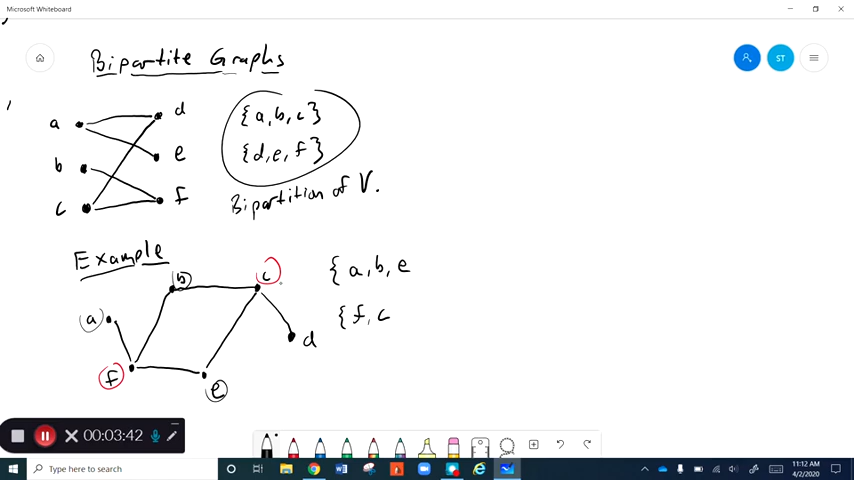 Microsoft Whiteboard
Bipartite Graphs
ST
a
b
c
d
e
f
{a,b,c}
{d,e,f}
Bipartition of V.
Example
a
b
c
d
e
f
{ a, b, e
{ f, c
00:03:42
Type here to search
11:12 AM
4/2/2020